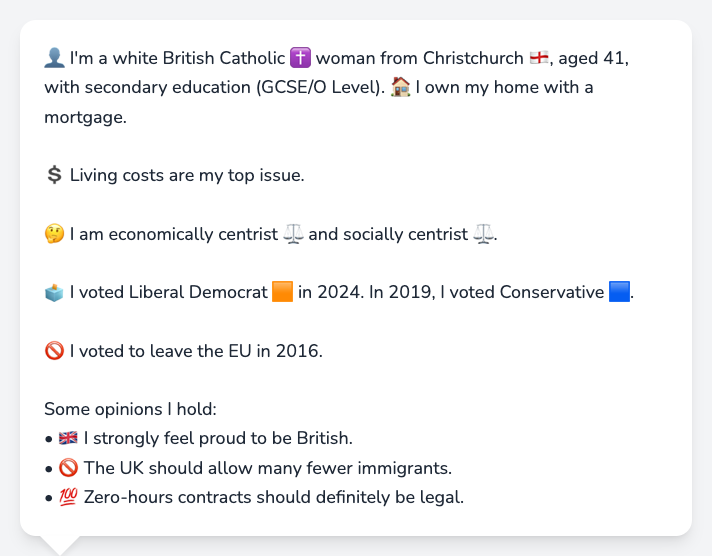 👤 I'm a white British Catholic ✝️ woman from Christchurch 🏴󠁧󠁢󠁥󠁮󠁧󠁿, aged 41,
with secondary education (GCSE/O Level). 🏠 I own my home with a
mortgage.
💲 Living costs are my top issue.
🤔 I am economically centrist ⚖️ and socially centrist ⚖️.
🗳️ I voted Liberal Democrat 🟧 in 2024. In 2019, I voted Conservative 🟦.
🚫 I voted to leave the EU in 2016.
Some opinions I hold:
• 🇬🇧 I strongly feel proud to be British.
• 🚫 The UK should allow many fewer immigrants.
• 💯 Zero-hours contracts should definitely be legal.